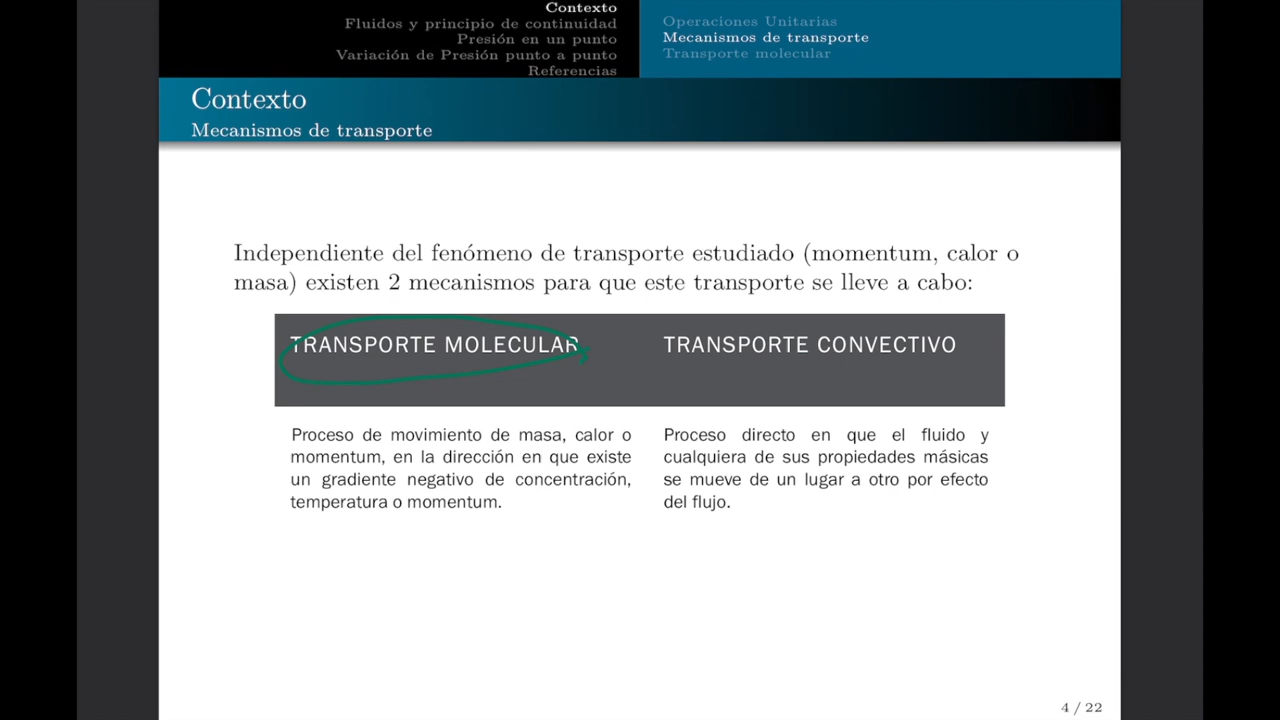 Contexto
Fluidos y principio de continuidad
Presión en un punto
Variación de Presión punto a punto
Referencias
Operaciones Unitarias
Mecanismos de transporte
Transporte molecular
Contexto
Mecanismos de transporte
Independiente del fenómeno de transporte estudiado (momentum, calor o
masa) existen 2 mecanismos para que este transporte se lleve a cabo:
TRANSPORTE MOLECULAR
Proceso de movimiento de masa, calor o
momentum, en la dirección en que existe
un gradiente negativo de concentración,
temperatura o momentum.
TRANSPORTE CONVECTIVO
Proceso directo en que el fluido y
cualquiera de sus propiedades másicas
se mueve de un lugar a otro por efecto
del flujo.
4 / 22